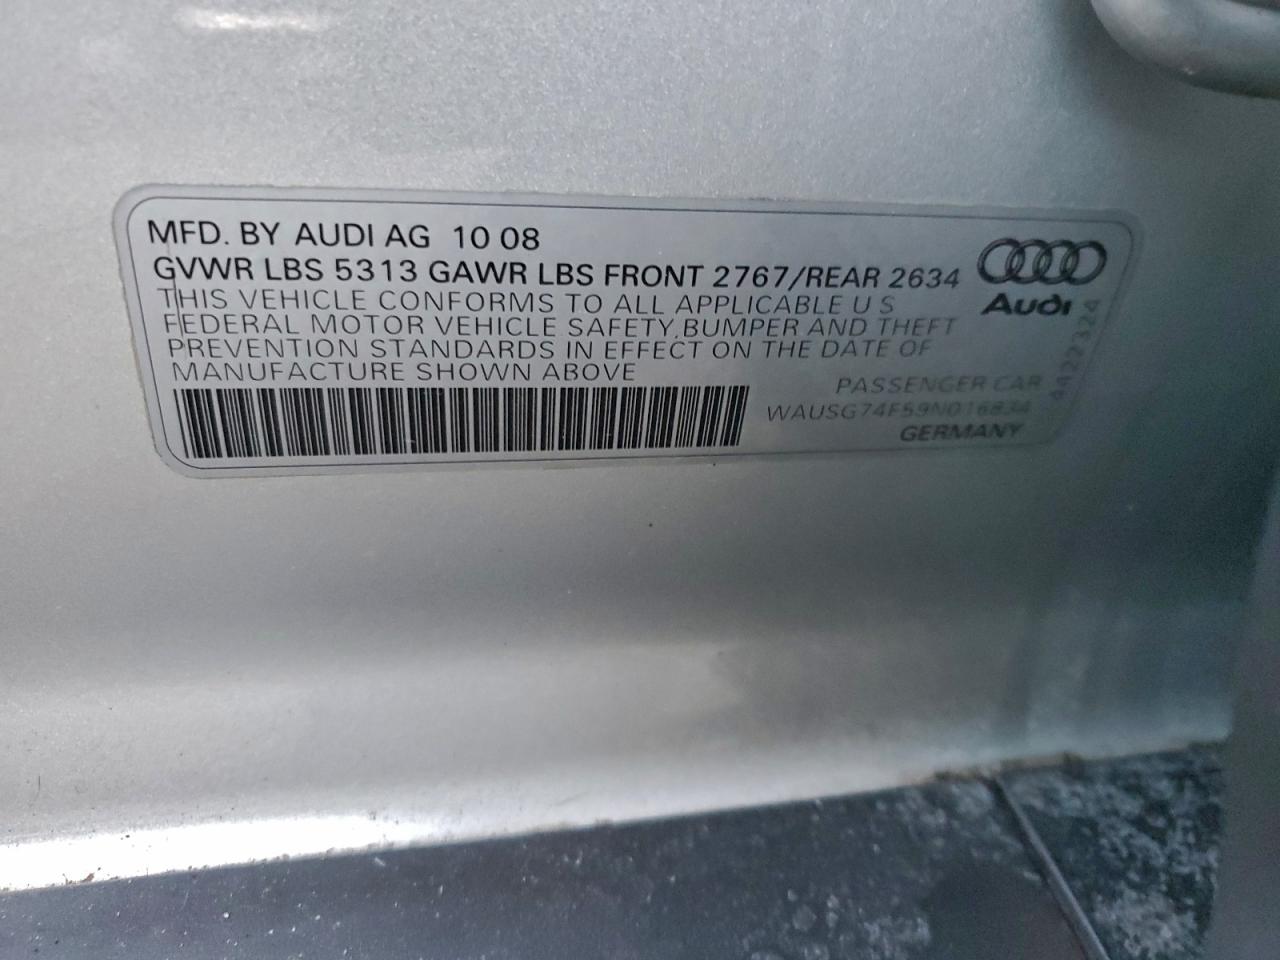 MFD. BY AUDI AG 10 08
GVWR LBS 5313 GAWR LBS FRONT 2767/REAR 2634
THIS VEHICLE CONFORMS TO ALL APPLICABLE U S
FEDERAL MOTOR VEHICLE SAFETY, BUMPER AND THEFT
PREVENTION STANDARDS IN EFFECT ON THE DATE OF
MANUFACTURE SHOWN ABOVE
Audi
4422324
PASSENGER CAR
WAUSG74F59N016834
GERMANY